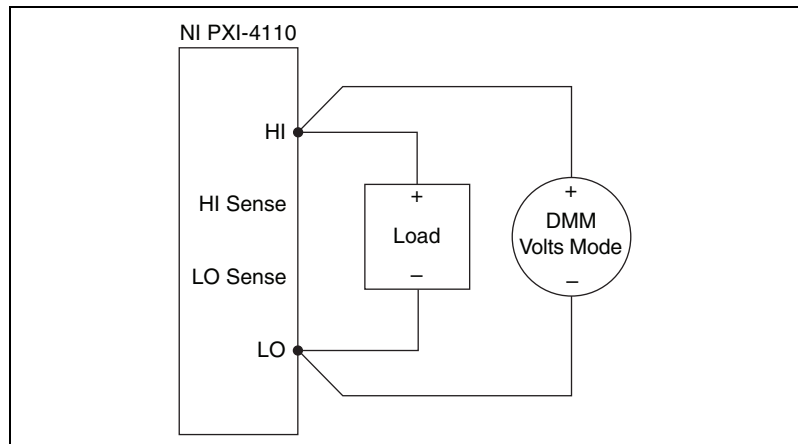 NI PXI-4110
HI
HI Sense
LO Sense
LO
+
Load
–
+
DMM
Volts Mode
–